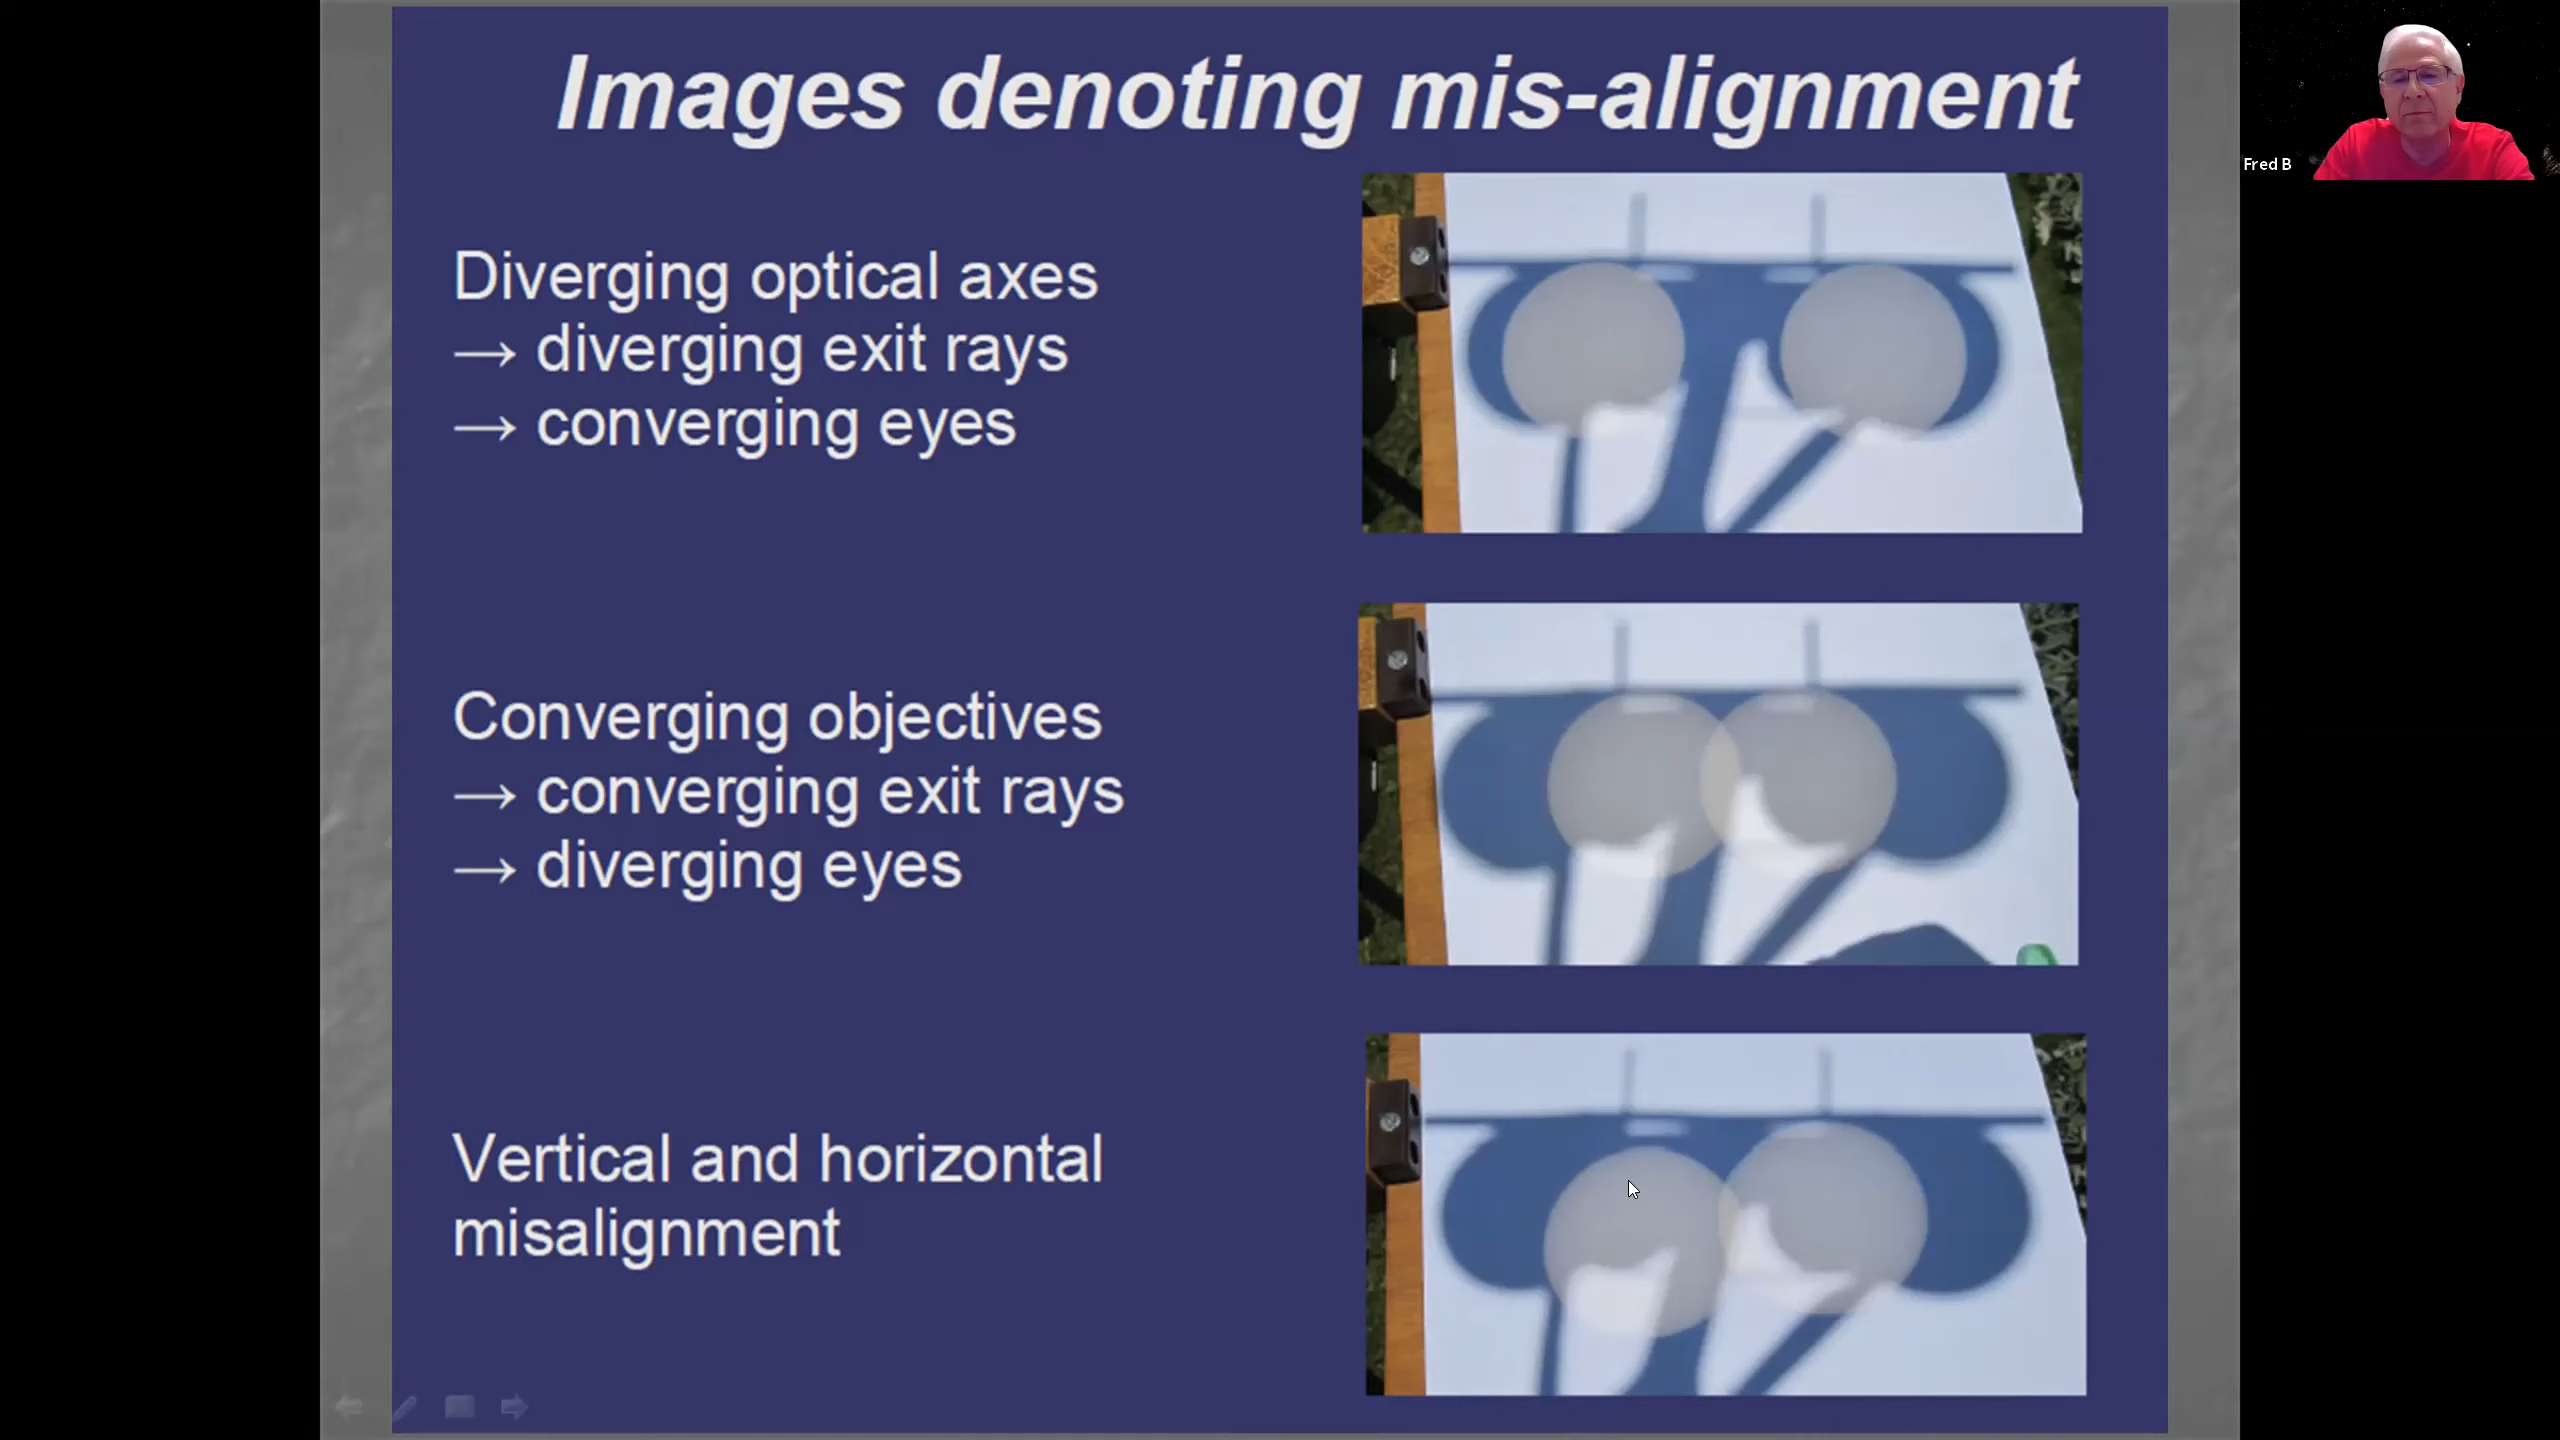 Images denoting mis-alignment
Diverging optical axes
→ diverging exit rays
→ converging eyes
Converging objectives
→ converging exit rays
→ diverging eyes
Vertical and horizontal
misalignment
Fred B